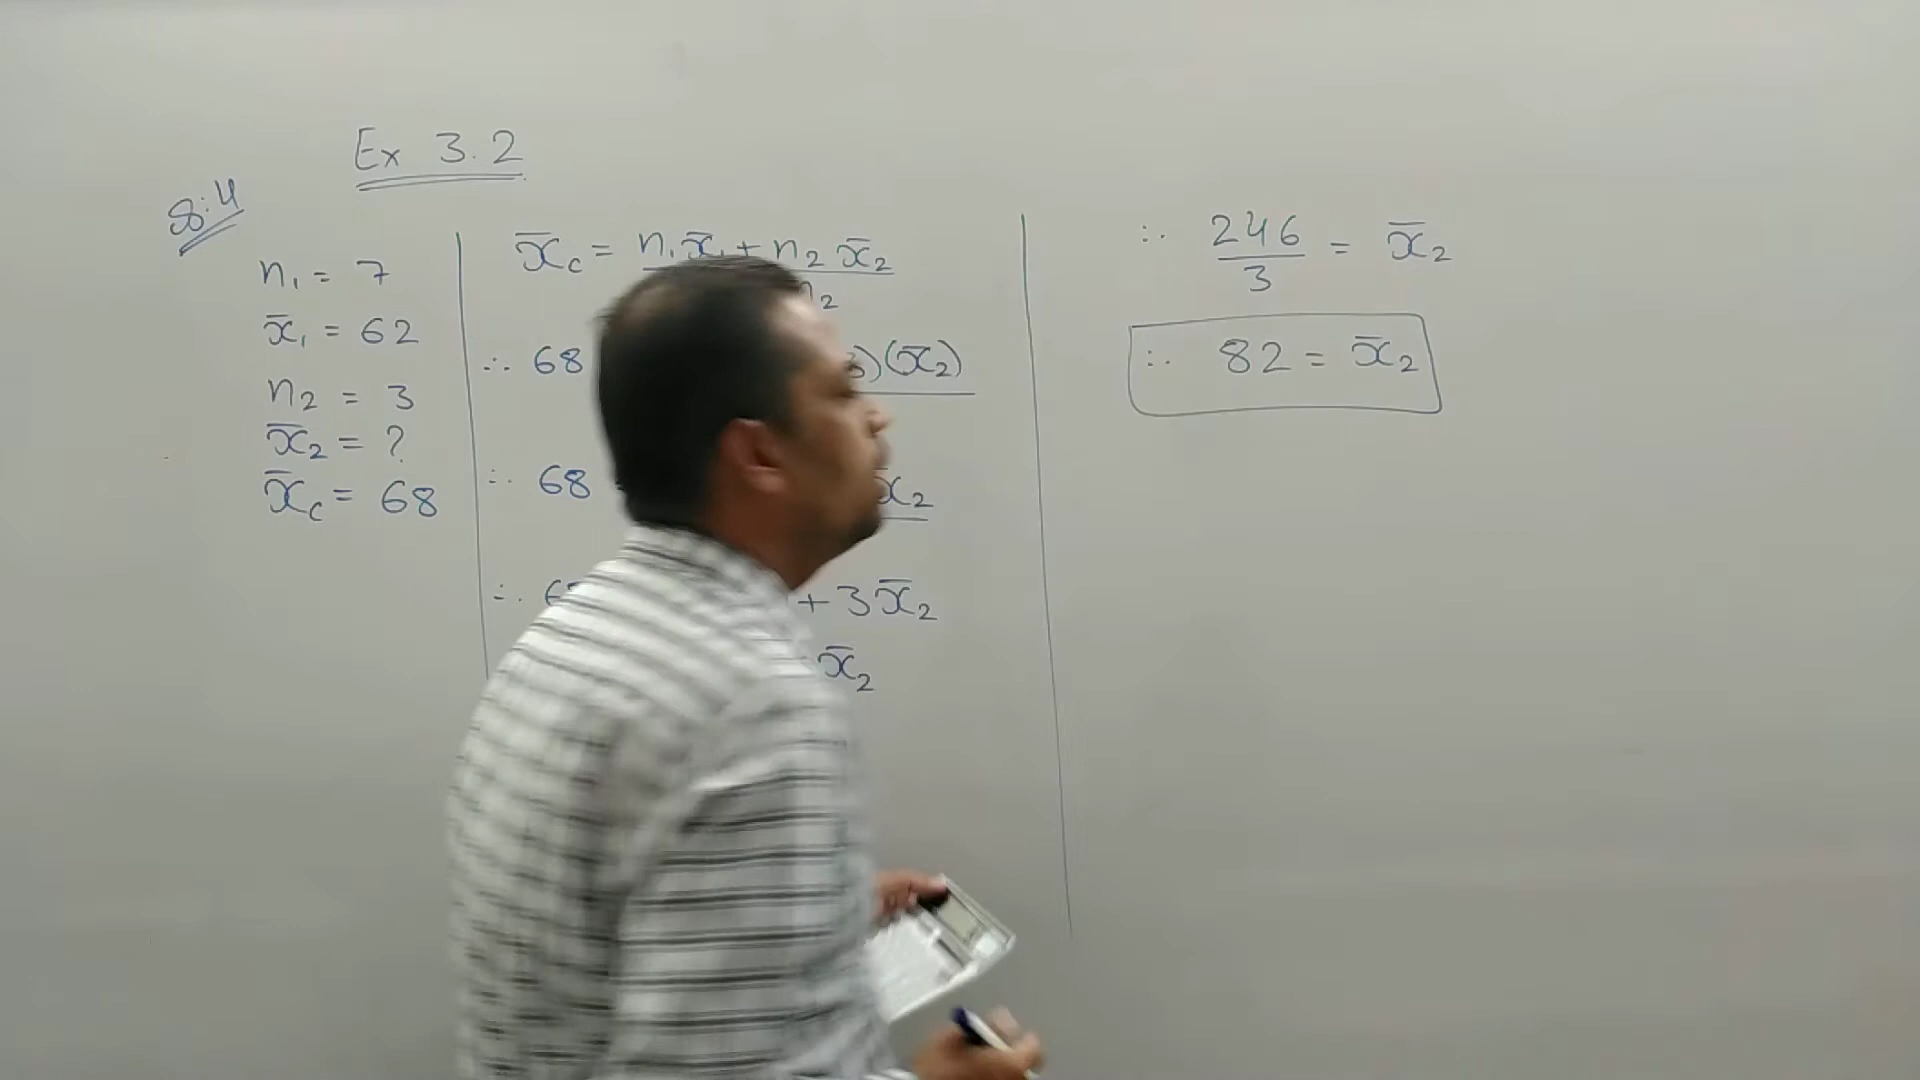 Ex 3.2
Q:4
n₁ = 7
x̄₁ = 62
n₂ = 3
x̄₂ = ?
x̄c = 68
x̄c = n₁x̄₁ + n₂ x̄₂
n₂
∴ 68 )(x̄₂)
∴ 68 x̄₂
∴ 6 + 3x̄₂
x̄₂
∴ 246/3 = x̄₂
∴ 82 = x̄₂